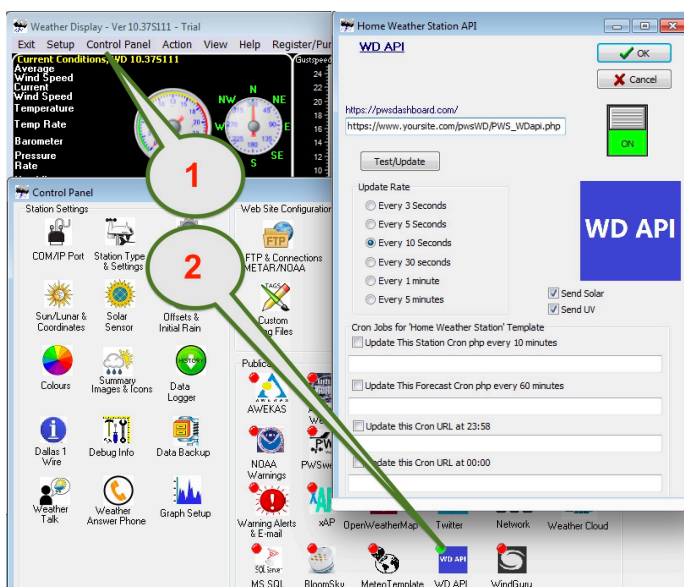 Weather Display - Ver 10.37S111 - Trial
Exit Setup Control Panel Action View Help Register/Pur
Current Conditions, WD 10.37S111
Average
Wind Speed
Current
Wind Speed
Temperature
Temp Rate
Barometer
Pressure
Rate
Gustspeed
24
22
20
18
16
14
12
10
N
NE
E
SE
S
W
NW
1
2
Control Panel
Station Settings
COM/IP Port
Station Type
& Settings
Sun/Lunar &
Coordinates
Solar
Sensor
Offsets &
Initial Rain
Colours
Summary
Images & Icons
HISTORY
Data
Logger
Dallas 1
Wire
Debug Info
Data Backup
Weather
Talk
Weather
Answer Phone
Graph Setup
Web Site Configuration
FTP
FTP & Connections
METAR/NOAA
TAGS
Custom
Files
AWEKAS
AWEKAS
NOAA
Warnings
Warning Alerts
& E-mail
xAP
OpenWeatherMap
Twitter
Network
Weather Cloud
SQL Server
MS SQL
BloomSky
MeteoTemplate
WD API
WD API
WindGuru
Home Weather Station API
WD API
OK
Cancel
https://pwsdashboard.com/
https://www.yoursite.com/pwsWD/PWS_WDapi.php
ON
Test/Update
Update Rate
Every 3 Seconds
Every 5 Seconds
Every 10 Seconds
Every 30 seconds
Every 1 minute
Every 5 minutes
WD API
Send Solar
Send UV
Cron Jobs for 'Home Weather Station' Template
Update This Station Cron php every 10 minutes
Update This Forecast Cron php every 60 minutes
Update this Cron URL at 23:58
Update this Cron URL at 00:00